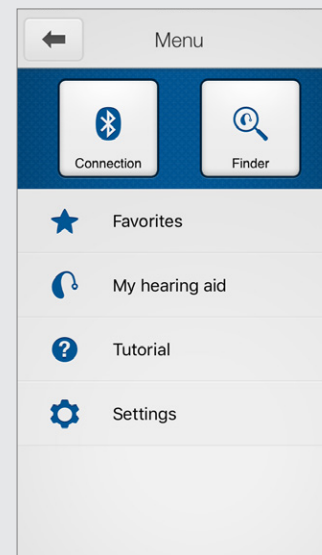 Menu
Connection
Finder
Favorites
My hearing aid
Tutorial
Settings